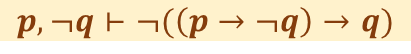 p, ¬q ⊢ ¬((p → ¬q) → q)